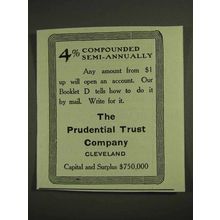 4% COMPOUNDED
SEMI-ANNUALLY
Any amount from $1
up will open an account. Our
Booklet D tells how to do it
by mail. Write for it.
The
Prudential Trust
Company
CLEVELAND
Capital and Surplus $750,000